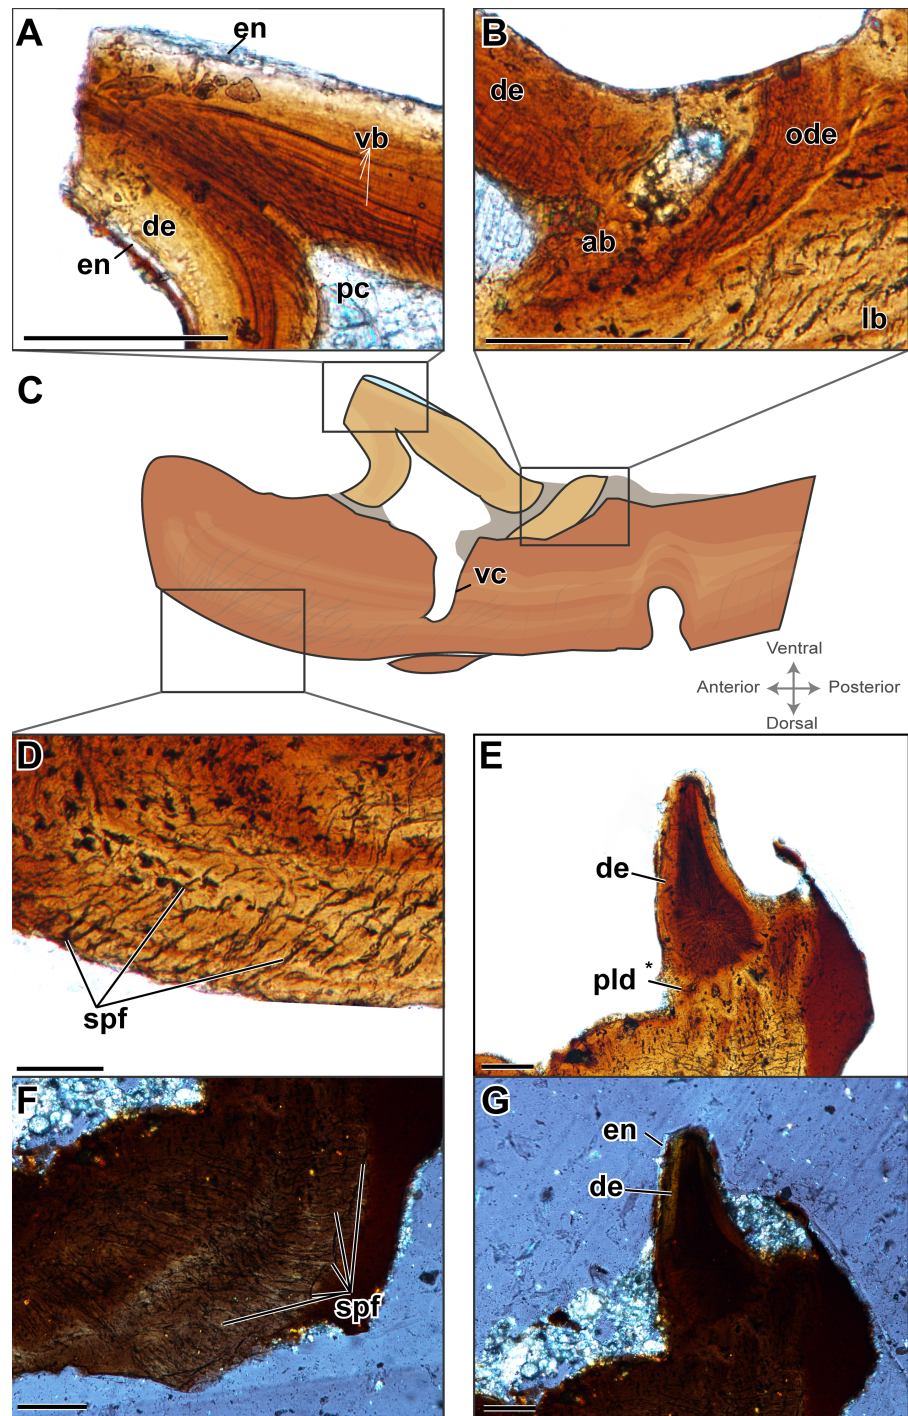 A
en
vb
de
en
pc
B
de
ode
ab
lb
C
vc
Ventral
Anterior
Posterior
Dorsal
D
spf
E
de
pld *
F
spf
G
en
de